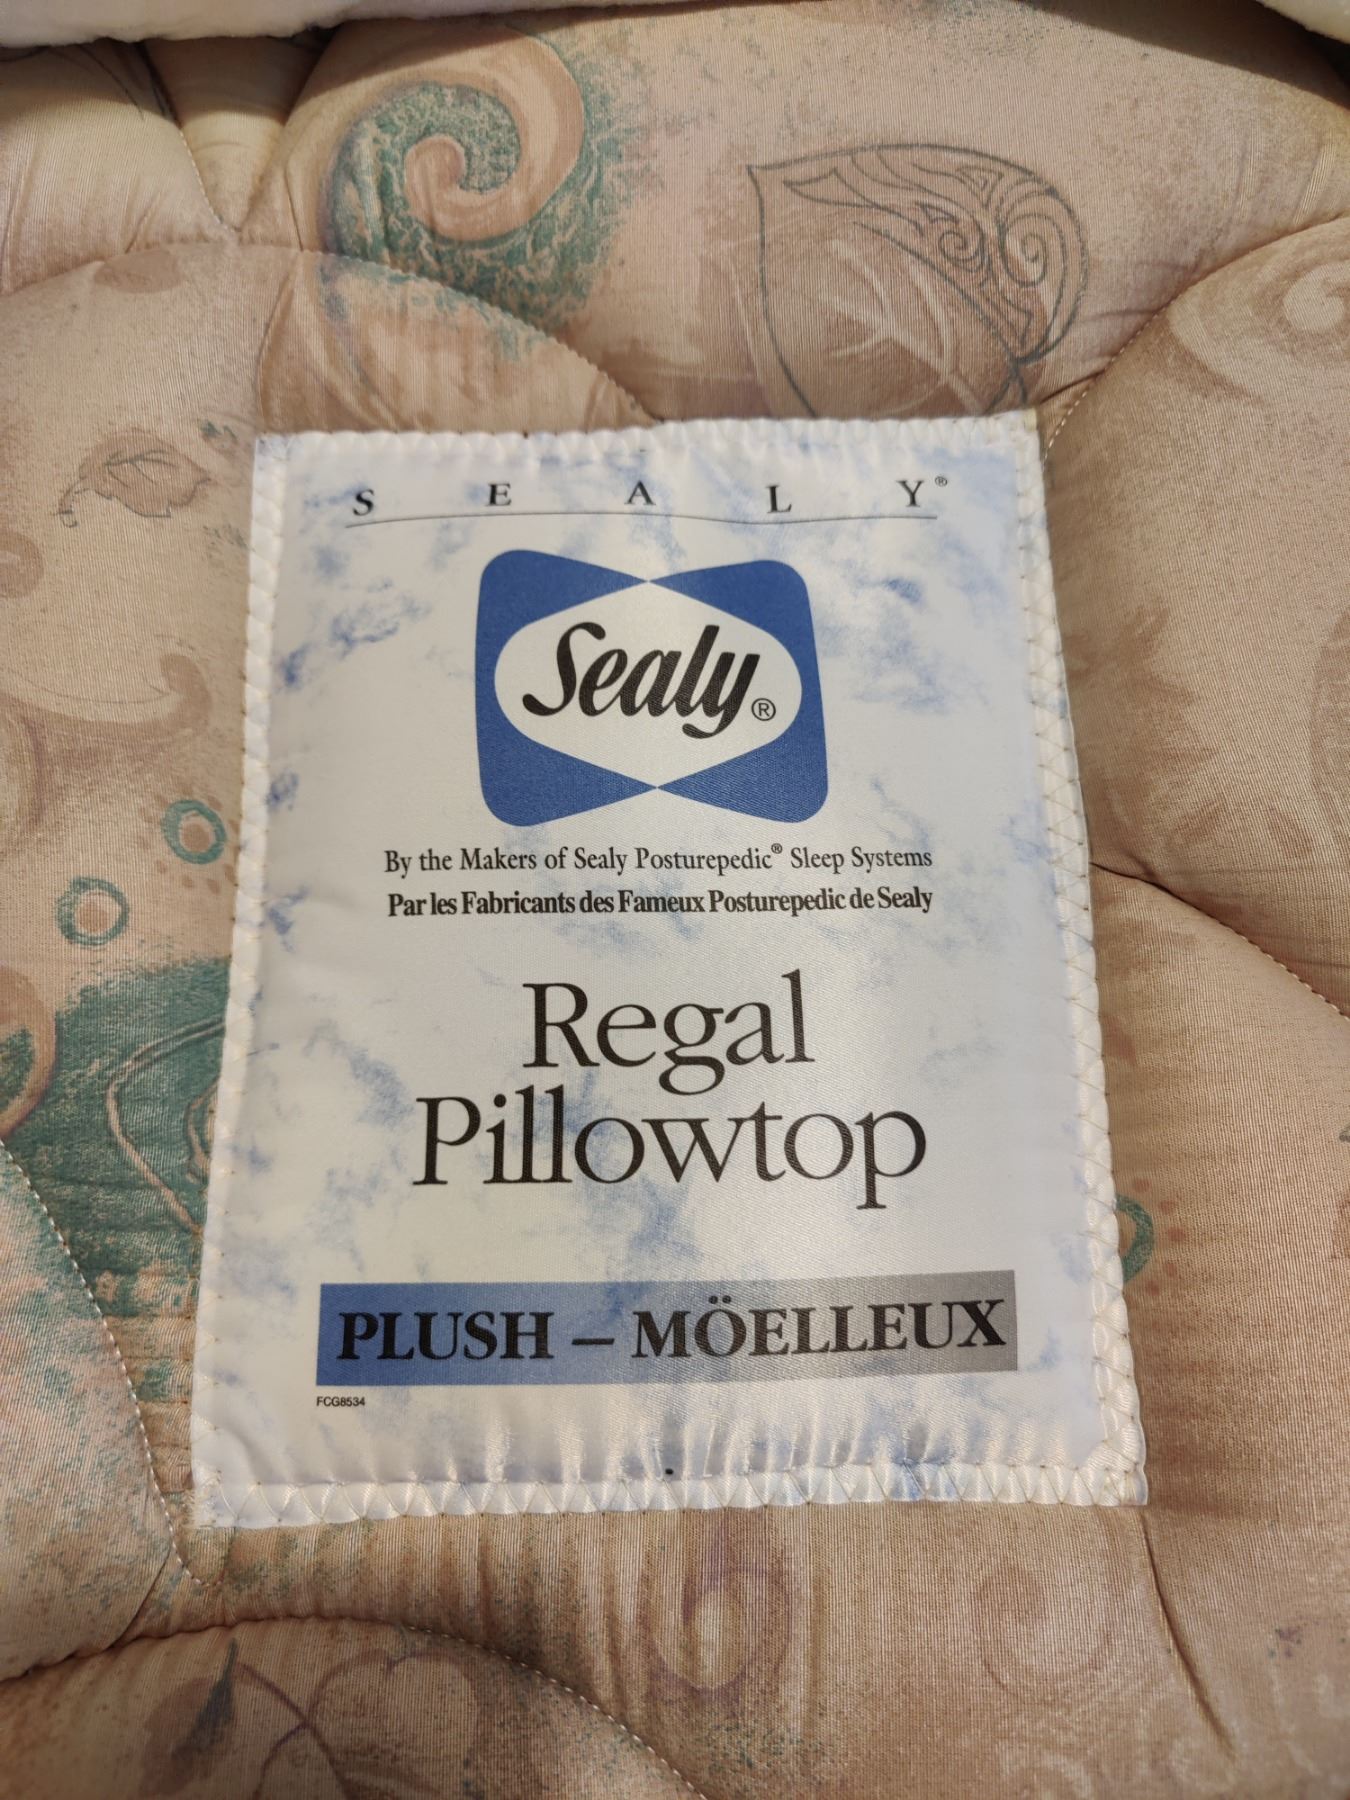 SEALY®
Sealy®
By the Makers of Sealy Posturepedic® Sleep Systems
Par les Fabricants des Fameux Posturepedic de Sealy
Regal
Pillowtop
PLUSH – MÖELLEUX
FCG8534